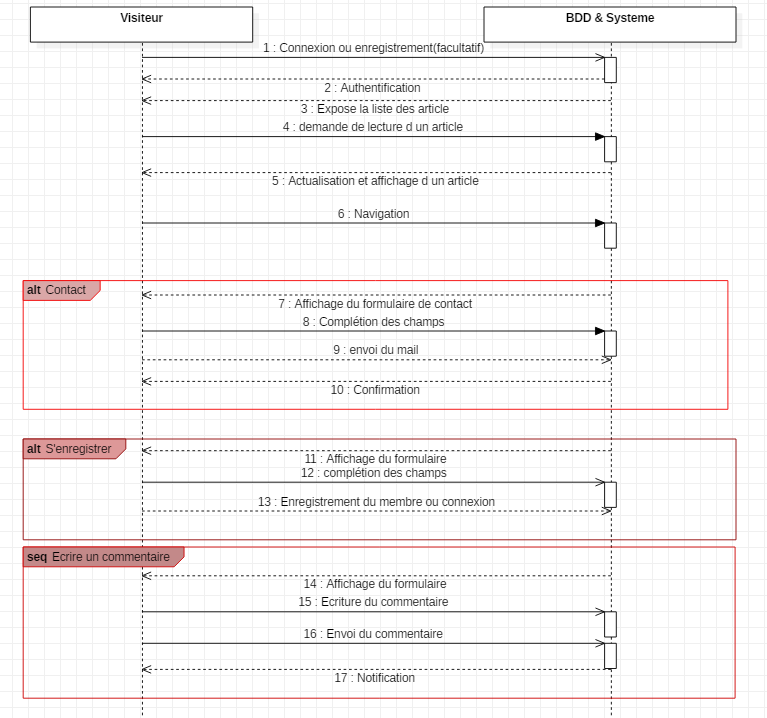 Visiteur
BDD & Systeme
1 : Connexion ou enregistrement(facultatif)
2 : Authentification
3 : Expose la liste des article
4 : demande de lecture d un article
5 : Actualisation et affichage d un article
6 : Navigation
alt Contact
7 : Affichage du formulaire de contact
8 : Complétion des champs
9 : envoi du mail
10 : Confirmation
alt S'enregistrer
11 : Affichage du formulaire
12 : complétion des champs
13 : Enregistrement du membre ou connexion
seq Ecrire un commentaire
14 : Affichage du formulaire
15 : Ecriture du commentaire
16 : Envoi du commentaire
17 : Notification